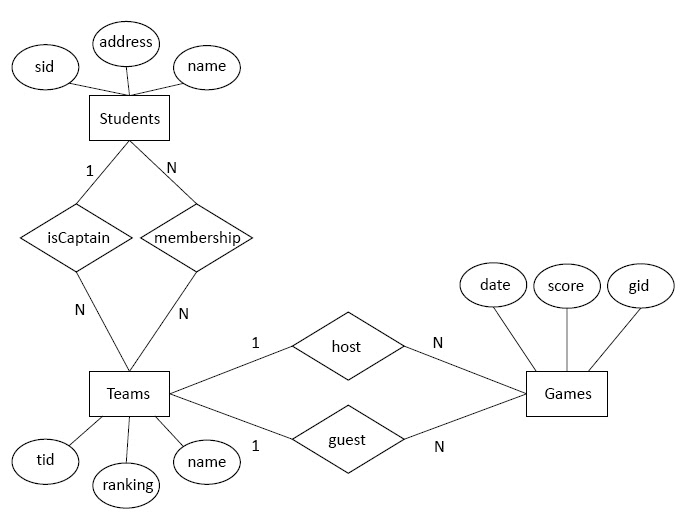 address
sid
name
Students
1
N
isCaptain
membership
N
N
date
score
gid
1
host
N
Teams
Games
1
guest
N
tid
ranking
name